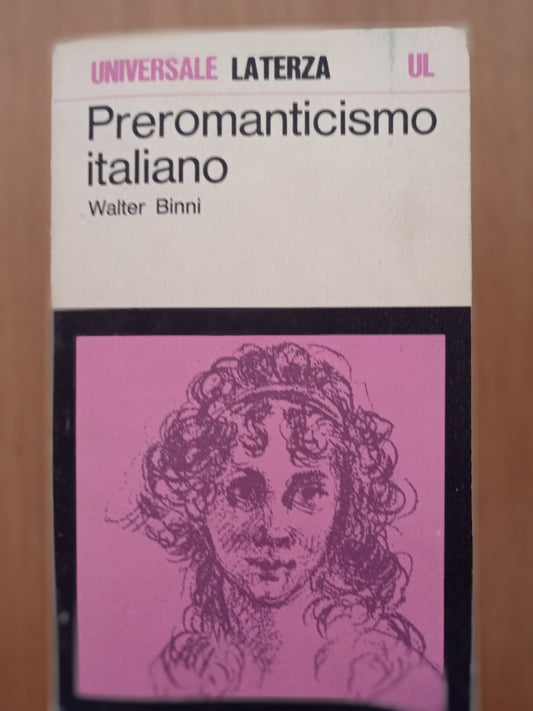 UNIVERSALE LATERZA UL
Preromanticismo
italiano
Walter Binni